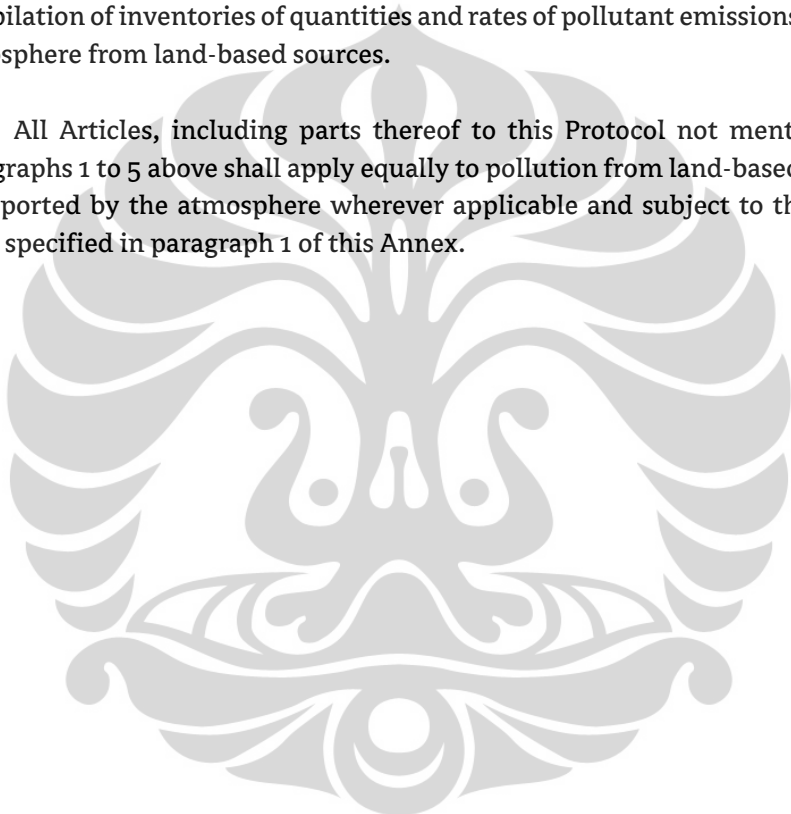 pilation of inventories of quantities and rates of pollutant emissions
sphere from land-based sources.
All Articles, including parts thereof to this Protocol not ment
graphs 1 to 5 above shall apply equally to pollution from land-based
ported by the atmosphere wherever applicable and subject to th
specified in paragraph 1 of this Annex.